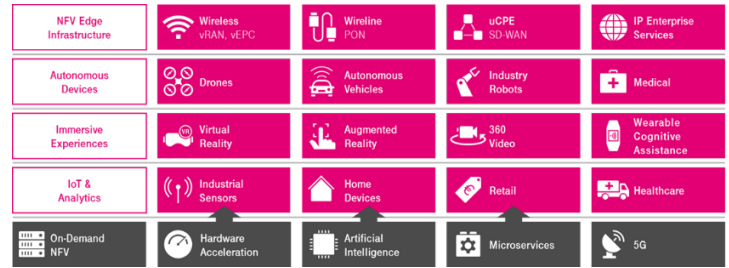 NFV Edge
Infrastructure
Wireless
vRAN, vEPC
Wireline
PON
uCPE
SD-WAN
IP Enterprise
Services
Autonomous
Devices
Drones
Autonomous
Vehicles
Industry
Robots
Medical
Immersive
Experiences
VR
Virtual
Reality
Augmented
Reality
360
Video
Wearable
Cognitive
Assistance
IoT &
Analytics
Industrial
Sensors
Home
Devices
Retail
Healthcare
On-Demand
NFV
Hardware
Acceleration
Artificial
Intelligence
Microservices
5G